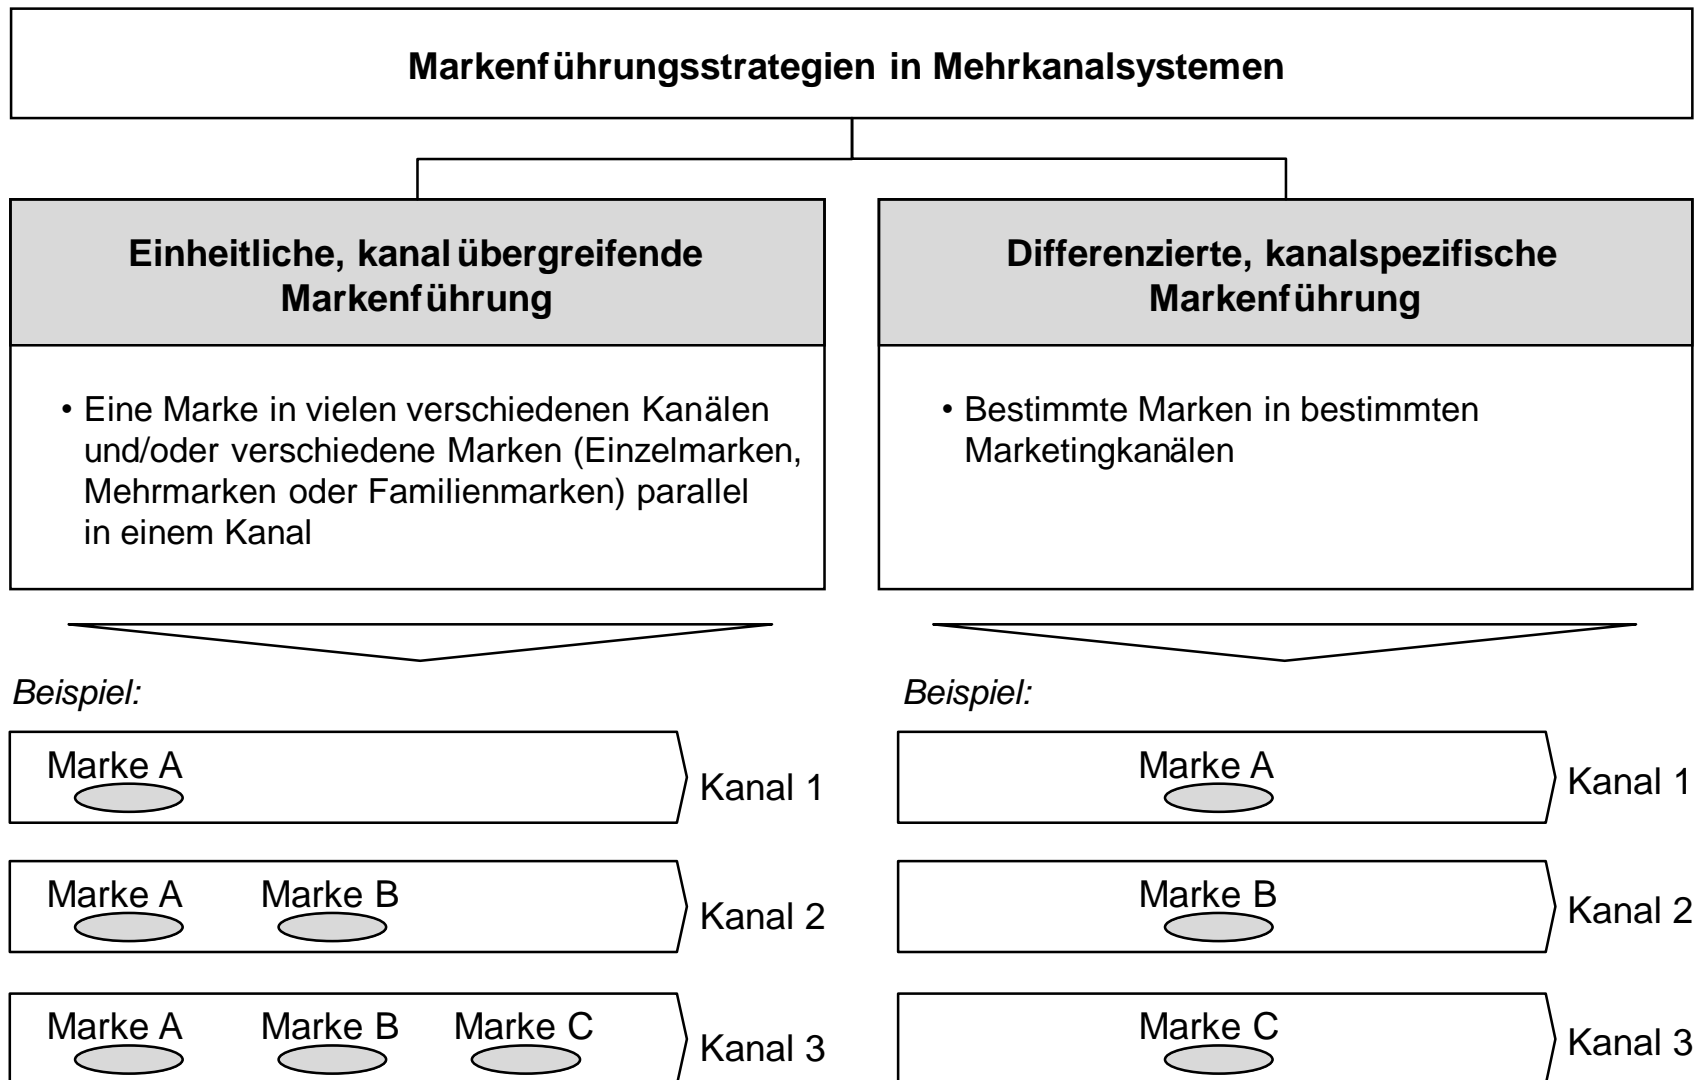 Markenführungsstrategien in Mehrkanalsystemen
Einheitliche, kanalübergreifende
Markenführung
• Eine Marke in vielen verschiedenen Kanälen
und/oder verschiedene Marken (Einzelmarken,
Mehrmarken oder Familienmarken) parallel
in einem Kanal
Beispiel:
Marke A
Kanal 1
Marke A Marke B
Kanal 2
Marke A Marke B Marke C
Kanal 3
Differenzierte, kanalspezifische
Markenführung
• Bestimmte Marken in bestimmten
Marketingkanälen
Beispiel:
Marke A
Kanal 1
Marke B
Kanal 2
Marke C
Kanal 3